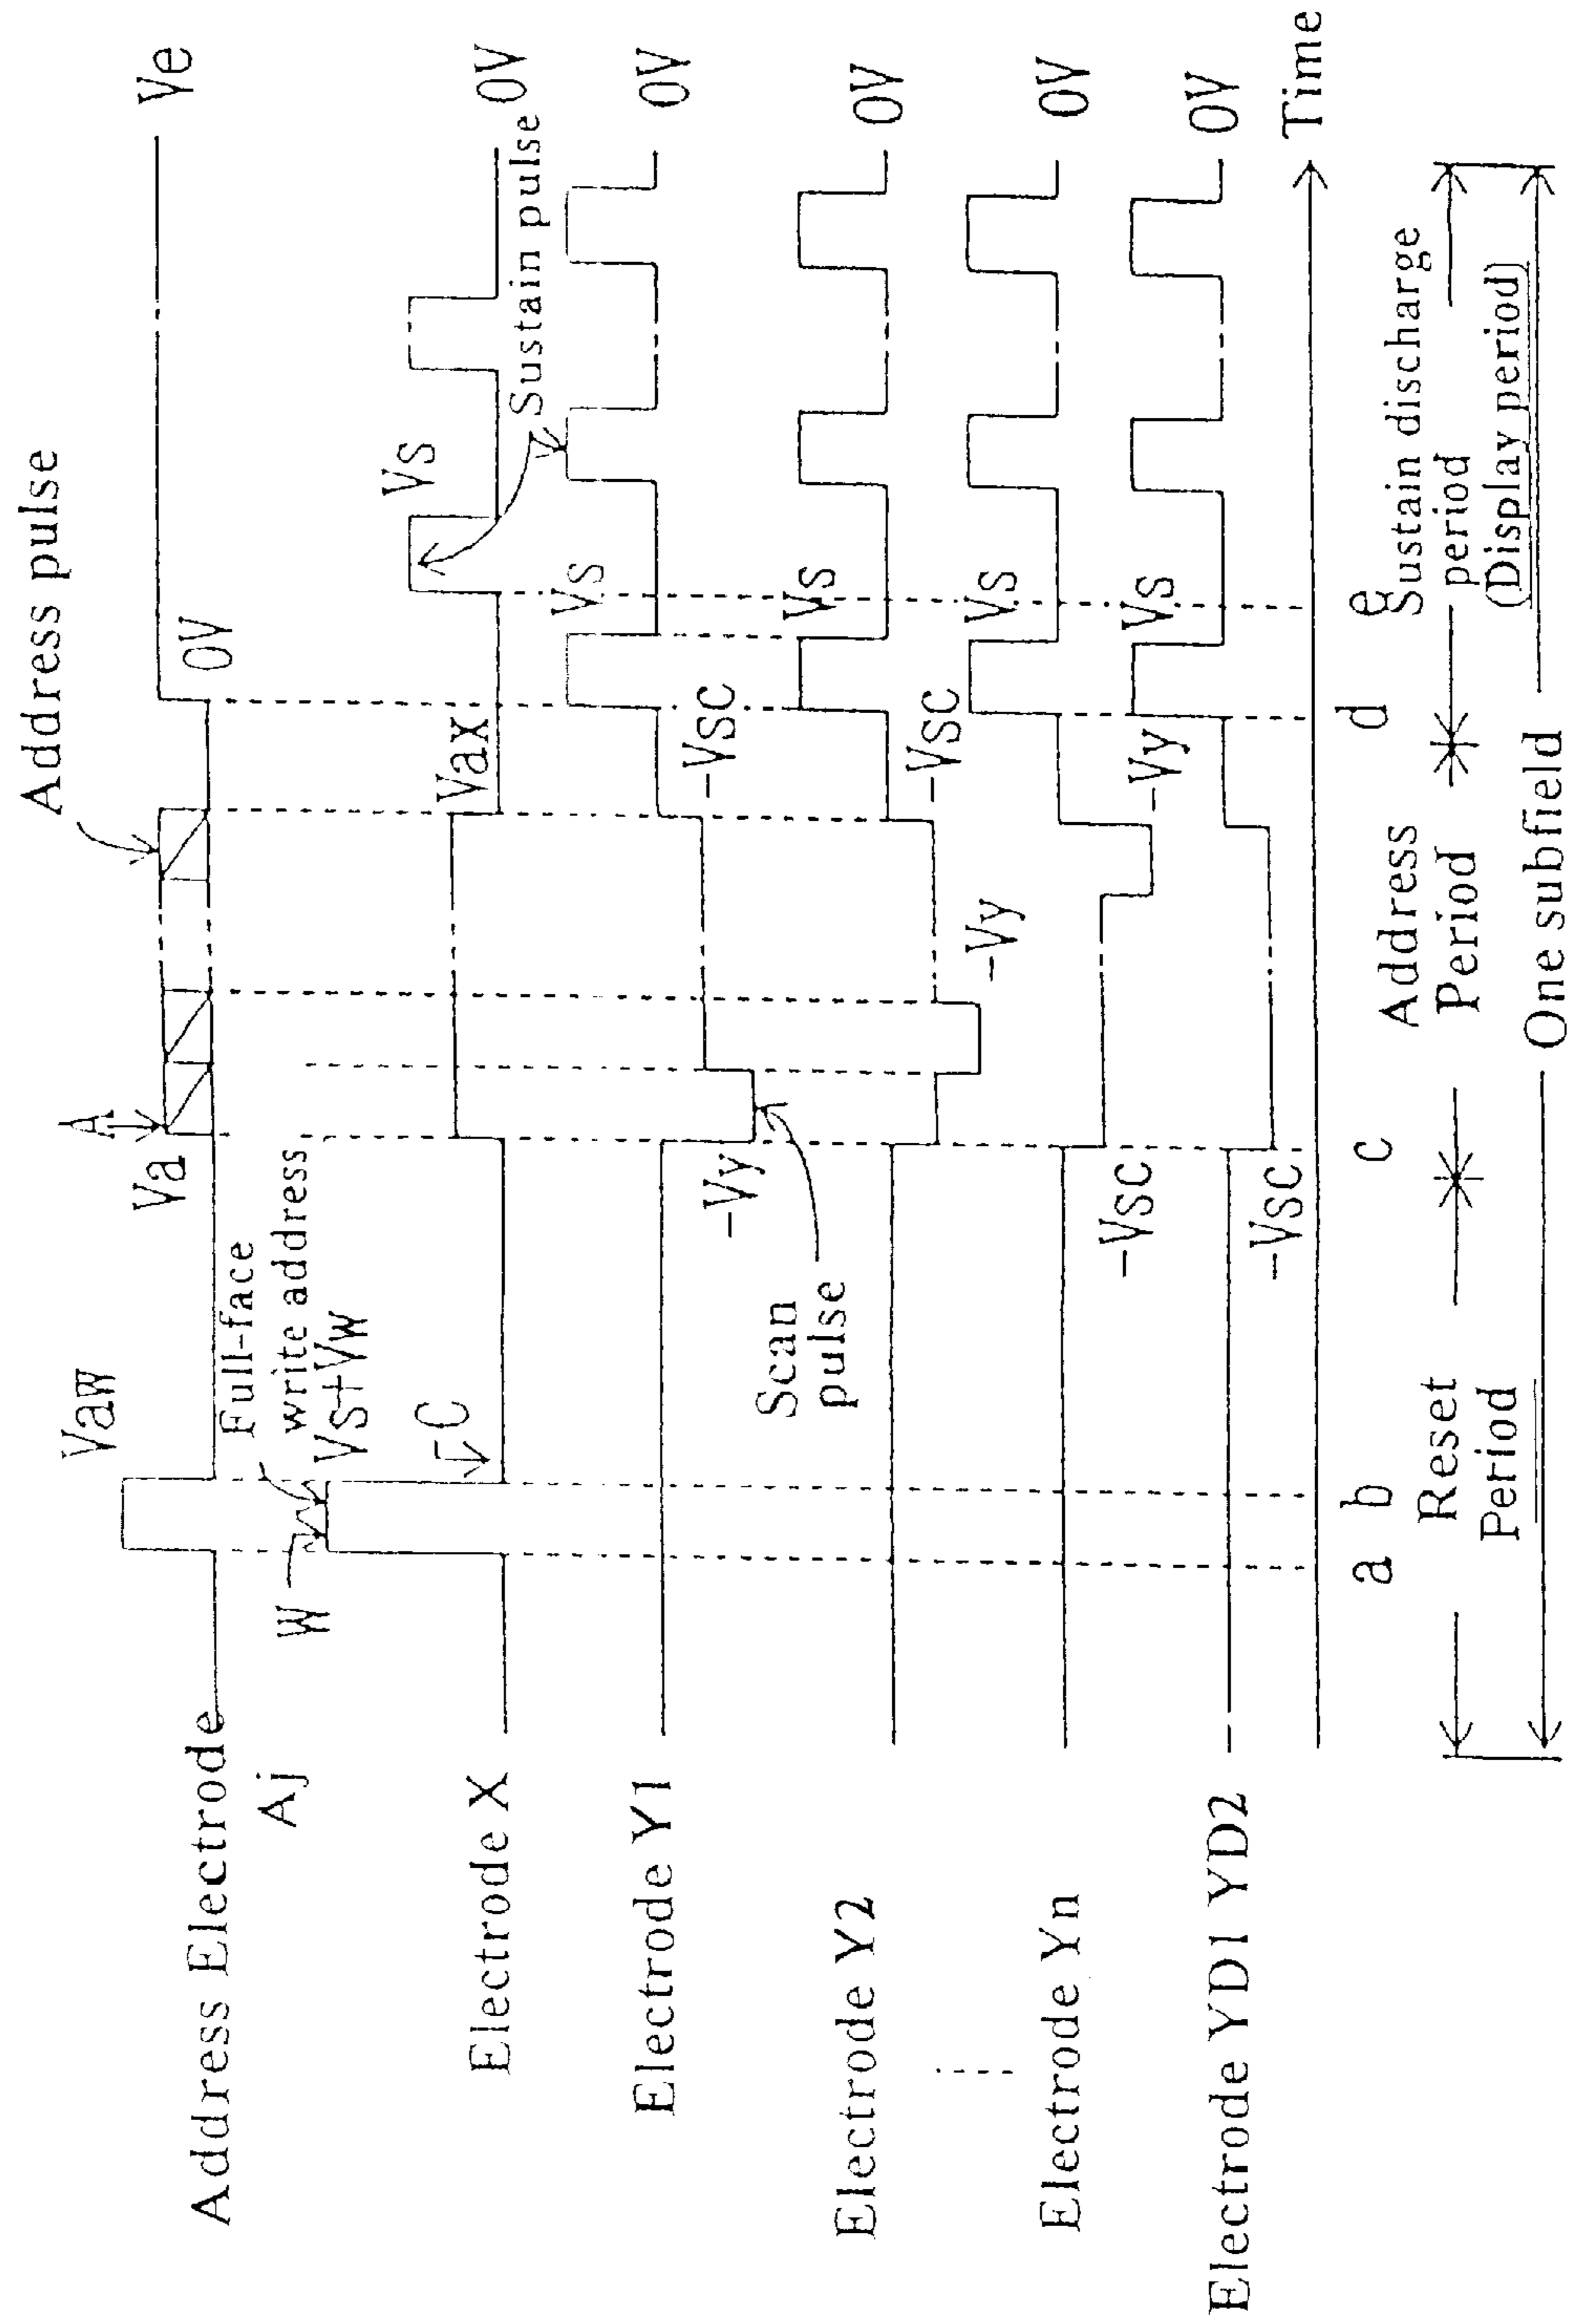 Address Electrode
Aj
Vaw
Full-face
write address
Vs+Vw
W
Va
A
Address pulse
0V
Ve
Electrode X
C
Vax
Vs
Sustain pulse
0V
Electrode Y1
-Vy
Scan
pulse
-Vsc
Vs
0V
Electrode Y2
-Vy
-Vsc
Vs
0V
Electrode Yn
-Vsc
-Vy
Vs
0V
Electrode YD1 YD2
-Vsc
Vs
0V
Time
a b c d e
Reset
Period
Address
Period
Sustain discharge
period
(Display period)
One subfield